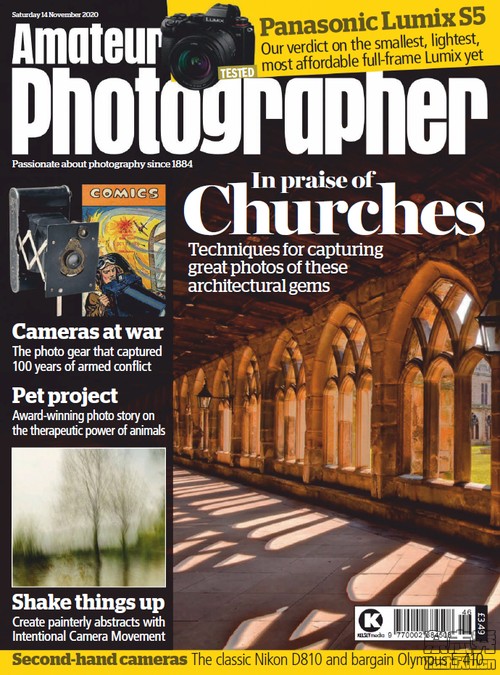 Saturday 14 November 2020
Amateur
Photographer
Passionate about photography since 1884
LUMIX
TESTED
Panasonic Lumix S5
Our verdict on the smallest, lightest,
most affordable full-frame Lumix yet
In praise of
Churches
Techniques for capturing
great photos of these
architectural gems
COMICS
Cameras at war
The photo gear that captured
100 years of armed conflict
Pet project
Award-winning photo story on
the therapeutic power of animals
Shake things up
Create painterly abstracts with
Intentional Camera Movement
K
KELSEY media
46
£3.49
Second-hand cameras The classic Nikon D810 and bargain Olympus E-410